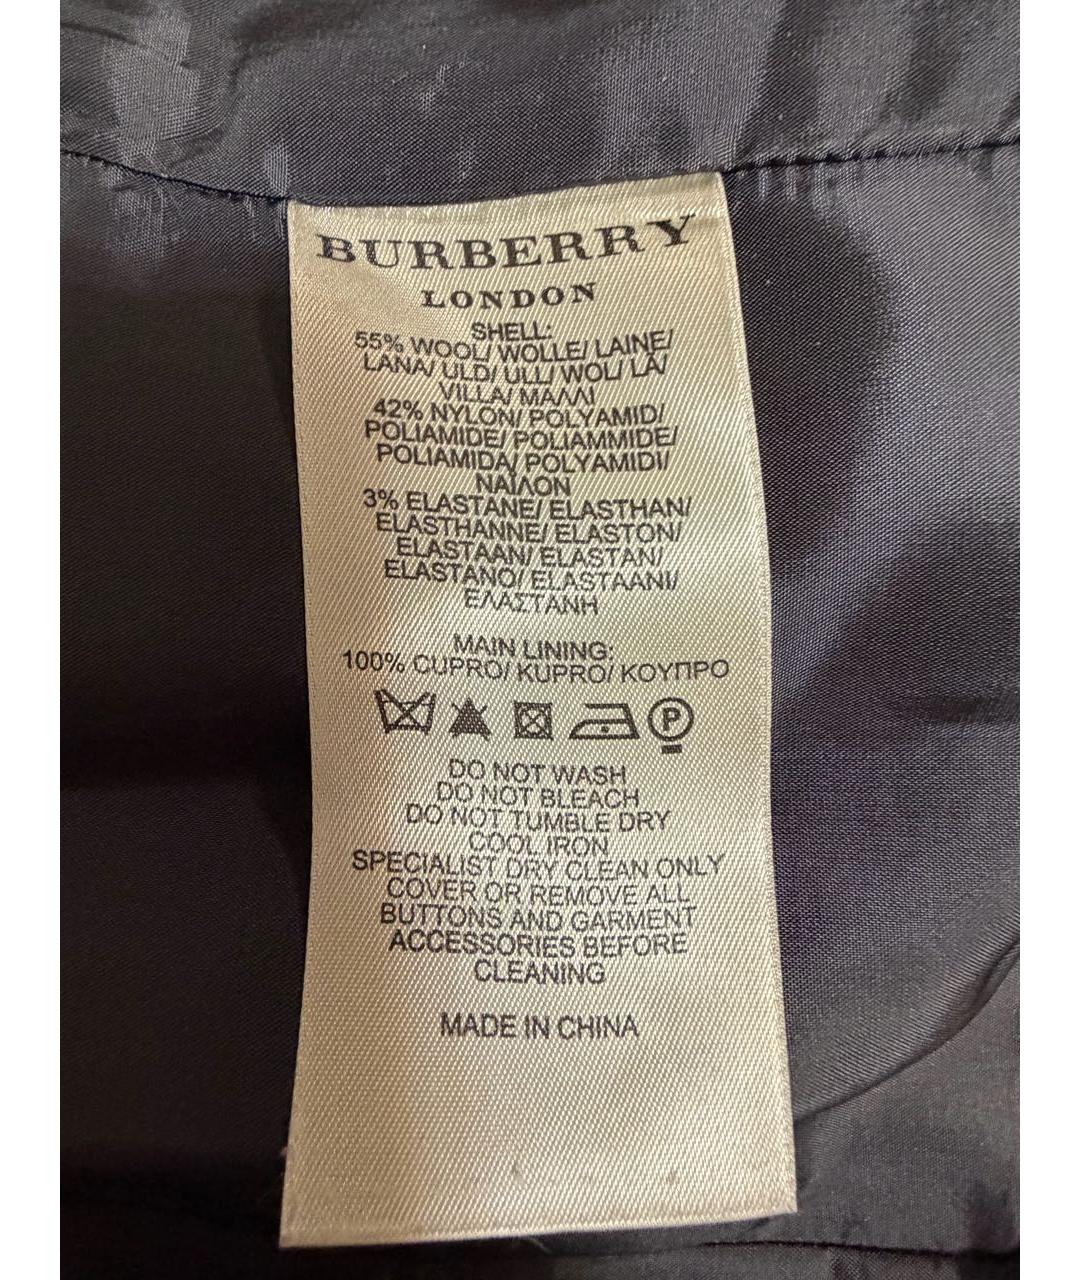 BURBERRY
LONDON
SHELL:
55% WOOL/ WOLLE/ LAINE/
LANA/ ULD/ ULL/ WOL/ LÃ/
VILLA/ ΜΑΛΛΙ
42% NYLON/ POLYAMID/
POLIAMIDE/ POLIAMMIDE/
POLIAMIDA/ POLYAMIDI/
ΝΑΪΛΟΝ
3% ELASTANE/ ELASTHAN/
ELASTHANNE/ ELASTON/
ELASTAAN/ ELASTAN/
ELASTANO/ ELASTAANI/
ΕΛΑΣΤΑΝΗ
MAIN LINING:
100% CUPRO/ KUPRO/ ΚΟΥΠΡΟ
P
DO NOT WASH
DO NOT BLEACH
DO NOT TUMBLE DRY
COOL IRON
SPECIALIST DRY CLEAN ONLY
COVER OR REMOVE ALL
BUTTONS AND GARMENT
ACCESSORIES BEFORE
CLEANING
MADE IN CHINA